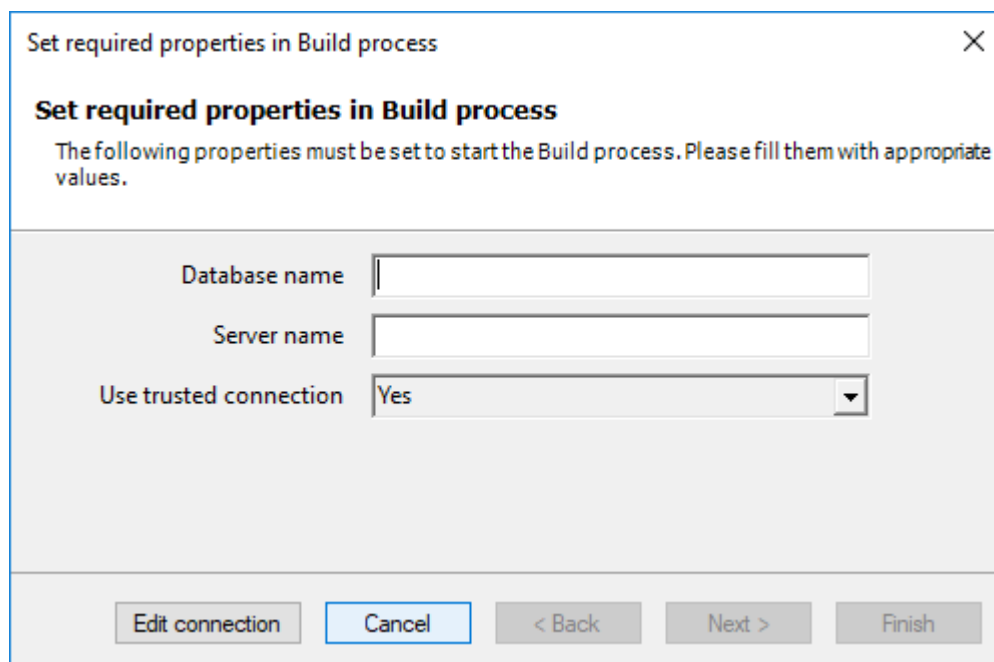 Set required properties in Build process
Set required properties in Build process
The following properties must be set to start the Build process. Please fill them with appropriate
values.
Database name
Server name
Use trusted connection Yes
Edit connection Cancel < Back Next > Finish